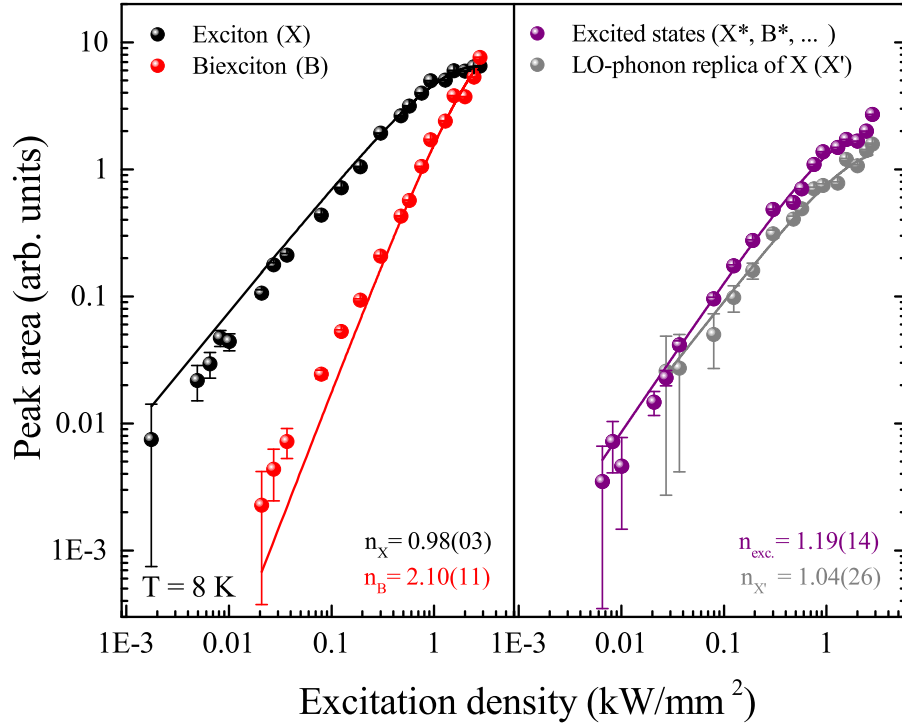 Exciton (X)
Biexciton (B)
Excited states (X*, B*, ... )
LO-phonon replica of X (X')
Peak area (arb. units)
10
1
0.1
0.01
1E-3
n_X= 0.98(03)
n_B= 2.10(11)
T = 8 K
n_exc.= 1.19(14)
n_X'= 1.04(26)
1E-3 0.01 0.1 1 1E-3 0.01 0.1 1
Excitation density (kW/mm²)